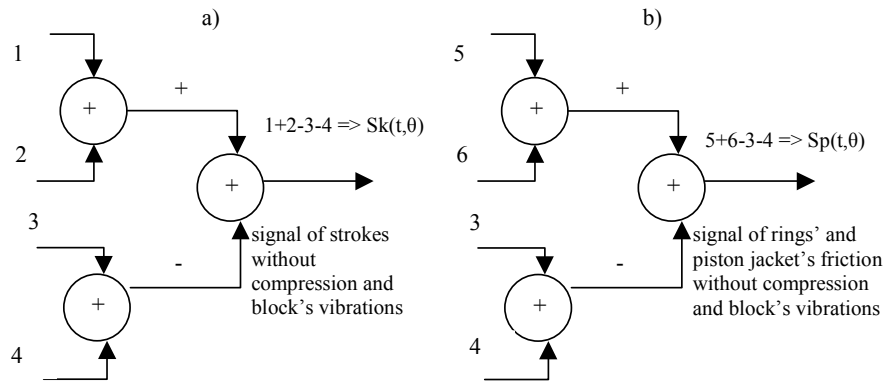 a)
1
+
+
2
1+2-3-4 => Sk(t,θ)
+
3
signal of strokes
without
compression and
block's vibrations
-
+
4
b)
5
+
+
6
5+6-3-4 => Sp(t,θ)
+
3
signal of rings' and
piston jacket's friction
without compression
and block's vibrations
-
+
4